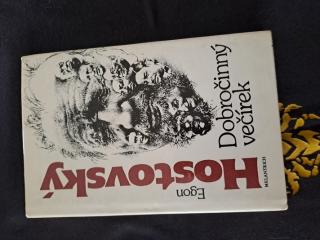 Egon
Hostovský
Dobročinný
večírek
MELANTRICH